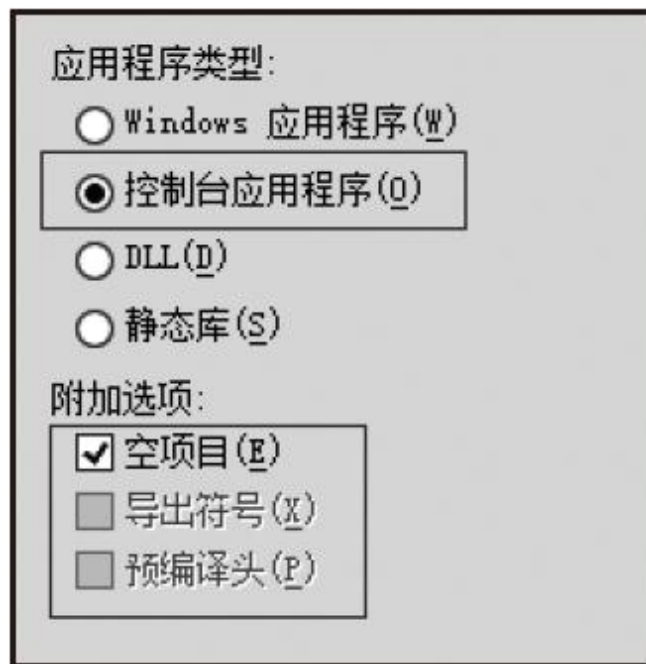 应用程序类型:
Windows 应用程序(W)
控制台应用程序(O)
DLL(D)
静态库(S)
附加选项:
空项目(E)
导出符号(X)
预编译头(P)